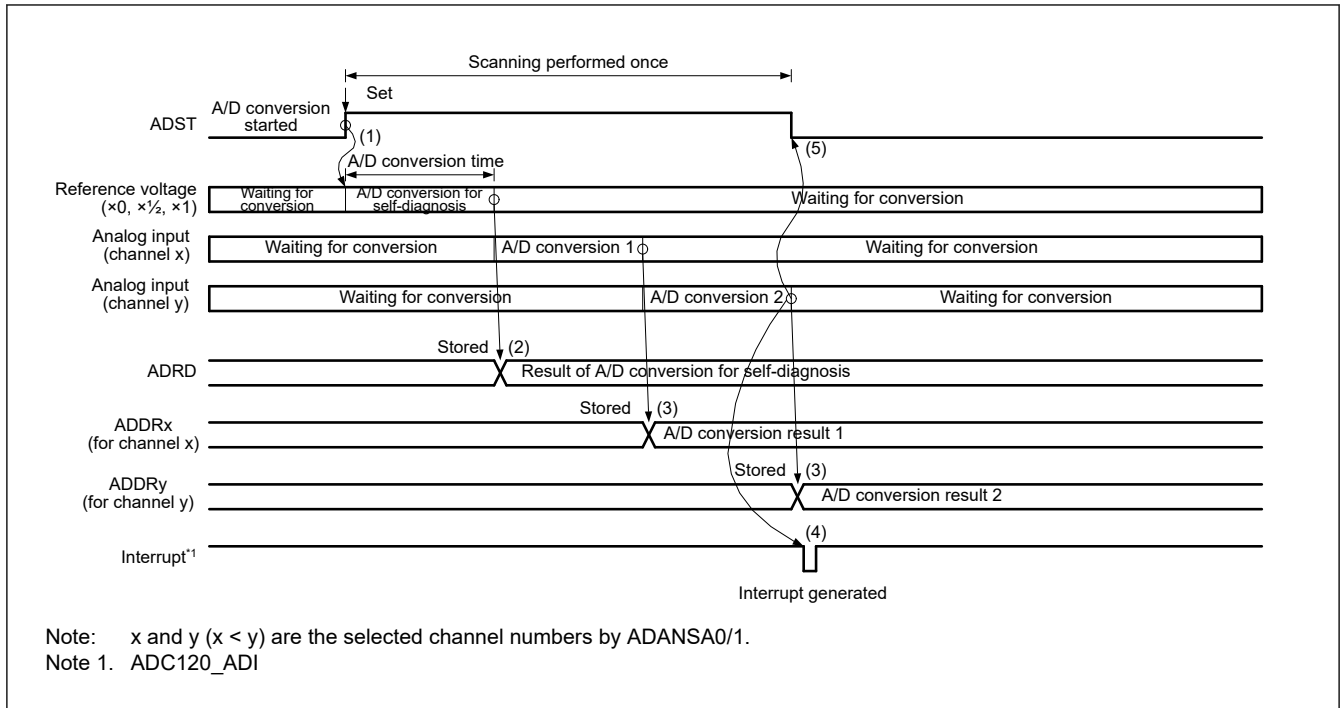 Scanning performed once
Set
A/D conversion
started
ADST
(1)
(5)
A/D conversion time
Reference voltage
(×0, ×½, ×1)
Waiting for
conversion
A/D conversion for
self-diagnosis
Waiting for conversion
Analog input
(channel x)
Waiting for conversion
A/D conversion 1
Waiting for conversion
Analog input
(channel y)
Waiting for conversion
A/D conversion 2
Waiting for conversion
Stored (2)
ADRD
Result of A/D conversion for self-diagnosis
Stored (3)
ADDRx
(for channel x)
A/D conversion result 1
Stored (3)
ADDRy
(for channel y)
A/D conversion result 2
(4)
Interrupt*1
Interrupt generated
Note: x and y (x < y) are the selected channel numbers by ADANSA0/1.
Note 1. ADC120_ADI